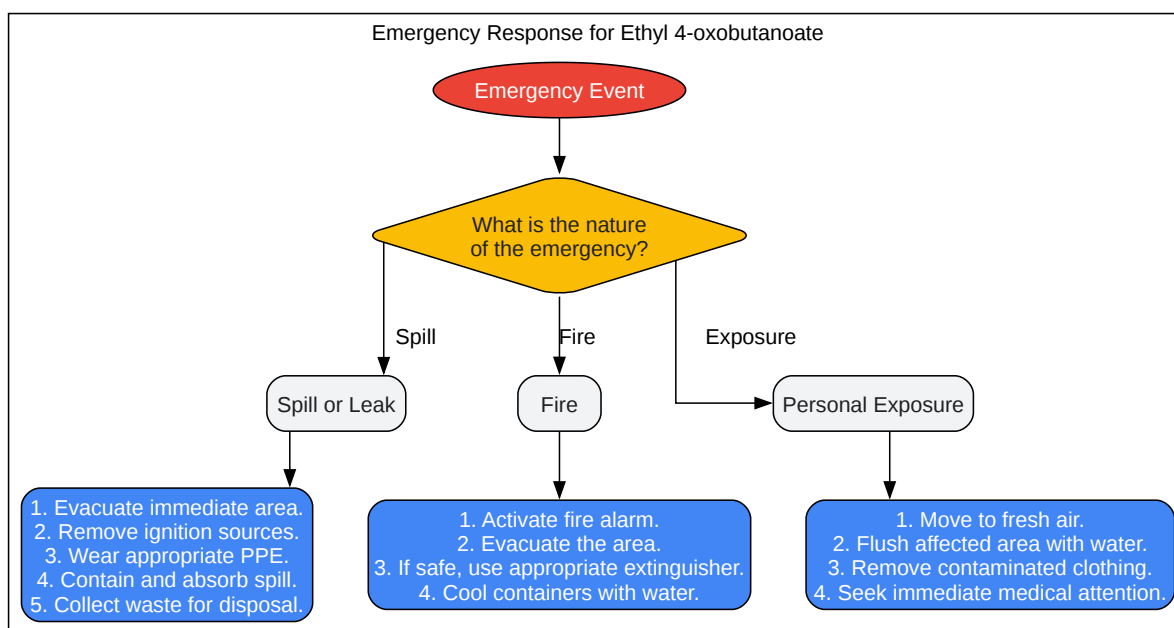 Emergency Response for Ethyl 4-oxobutanoate
Emergency Event
What is the nature
of the emergency?
Spill
Fire
Exposure
Spill or Leak
Fire
Personal Exposure
1. Evacuate immediate area.
2. Remove ignition sources.
3. Wear appropriate PPE.
4. Contain and absorb spill.
5. Collect waste for disposal.
1. Activate fire alarm.
2. Evacuate the area.
3. If safe, use appropriate extinguisher.
4. Cool containers with water.
1. Move to fresh air.
2. Flush affected area with water.
3. Remove contaminated clothing.
4. Seek immediate medical attention.